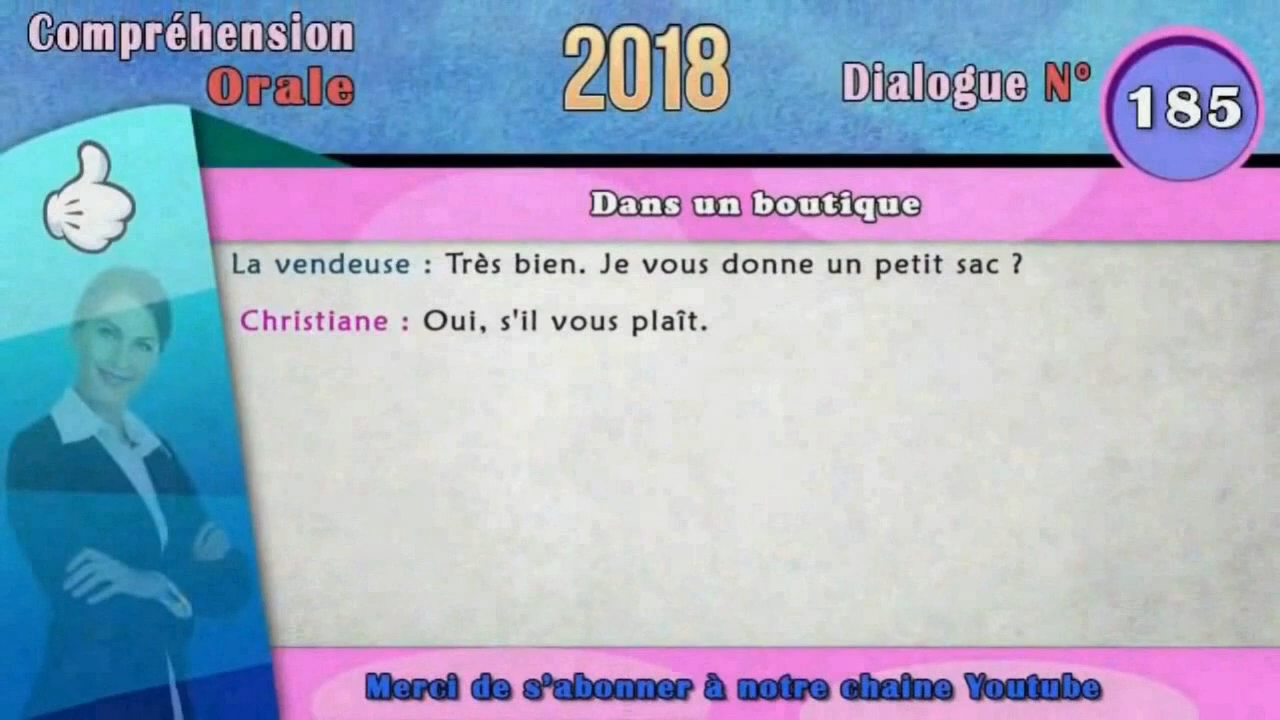 Compréhension
Orale
2018
Dialogue N°
185
Dans un boutique
La vendeuse : Très bien. Je vous donne un petit sac ?
Christiane : Oui, s'il vous plaît.
Merci de s'abonner à notre chaine Youtube